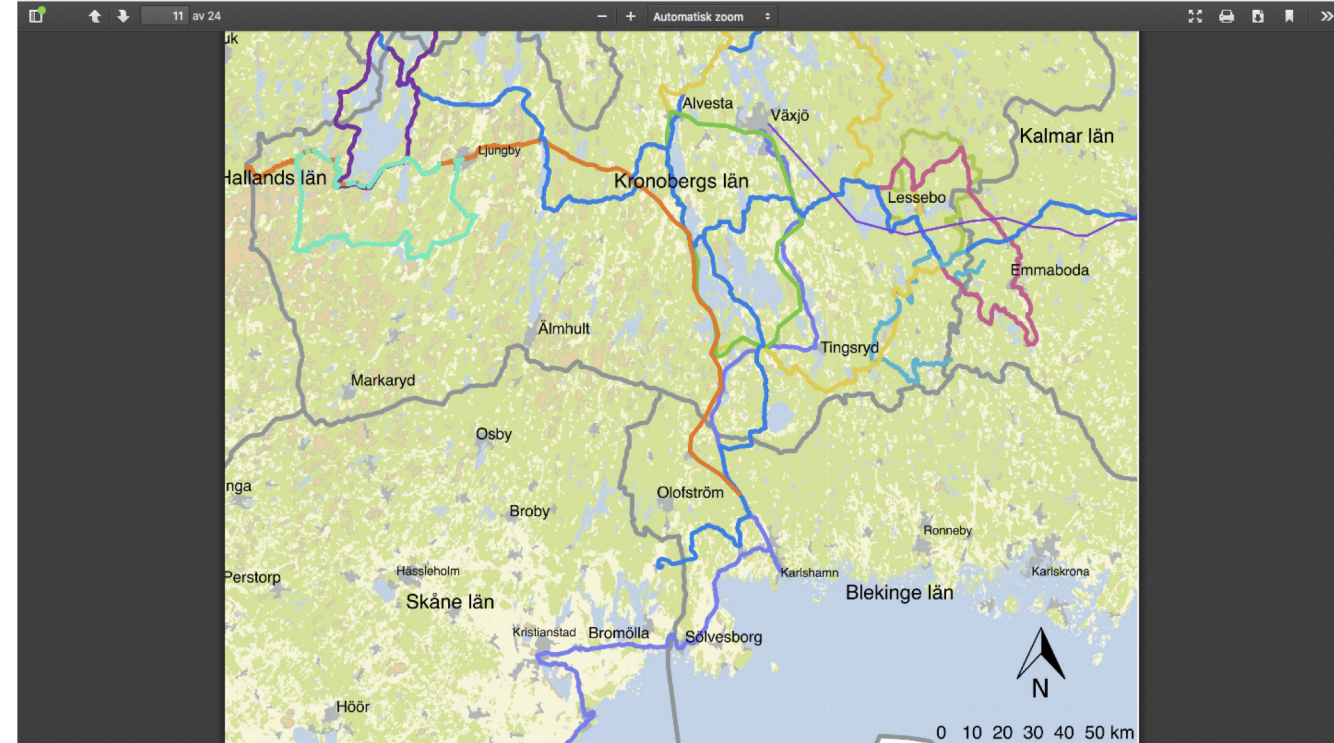 11 av 24 − + Automatisk zoom
uk
Alvesta
Växjö
Kalmar län
Ljungby
Hallands län
Kronobergs län
Lessebo
Emmaboda
Älmhult
Tingsryd
Markaryd
Osby
nga
Olofström
Broby
Ronneby
Perstorp
Hässleholm
Karlshamn
Karlskrona
Skåne län
Blekinge län
Kristianstad
Bromölla
Sölvesborg
N
Höör
0 10 20 30 40 50 km